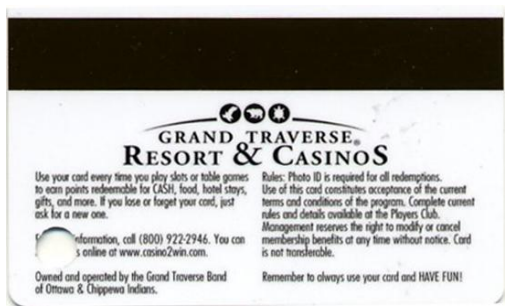 GRAND TRAVERSE®
RESORT & CASINOS
Use your card every time you play slots or table games
to earn points redeemable for CASH, food, hotel stays,
gifts, and more. If you lose or forget your card, just
ask for a new one.
information, call (800) 922-2946. You can
online at www.casino2win.com.
Owned and operated by the Grand Traverse Band
of Ottawa & Chippewa Indians.
Rules: Photo ID is required for all redemptions.
Use of this card constitutes acceptance of the current
terms and conditions of the program. Complete current
rules and details available at the Players Club.
Management reserves the right to modify or cancel
membership benefits at any time without notice. Card
is not transferable.
Remember to always use your card and HAVE FUN!